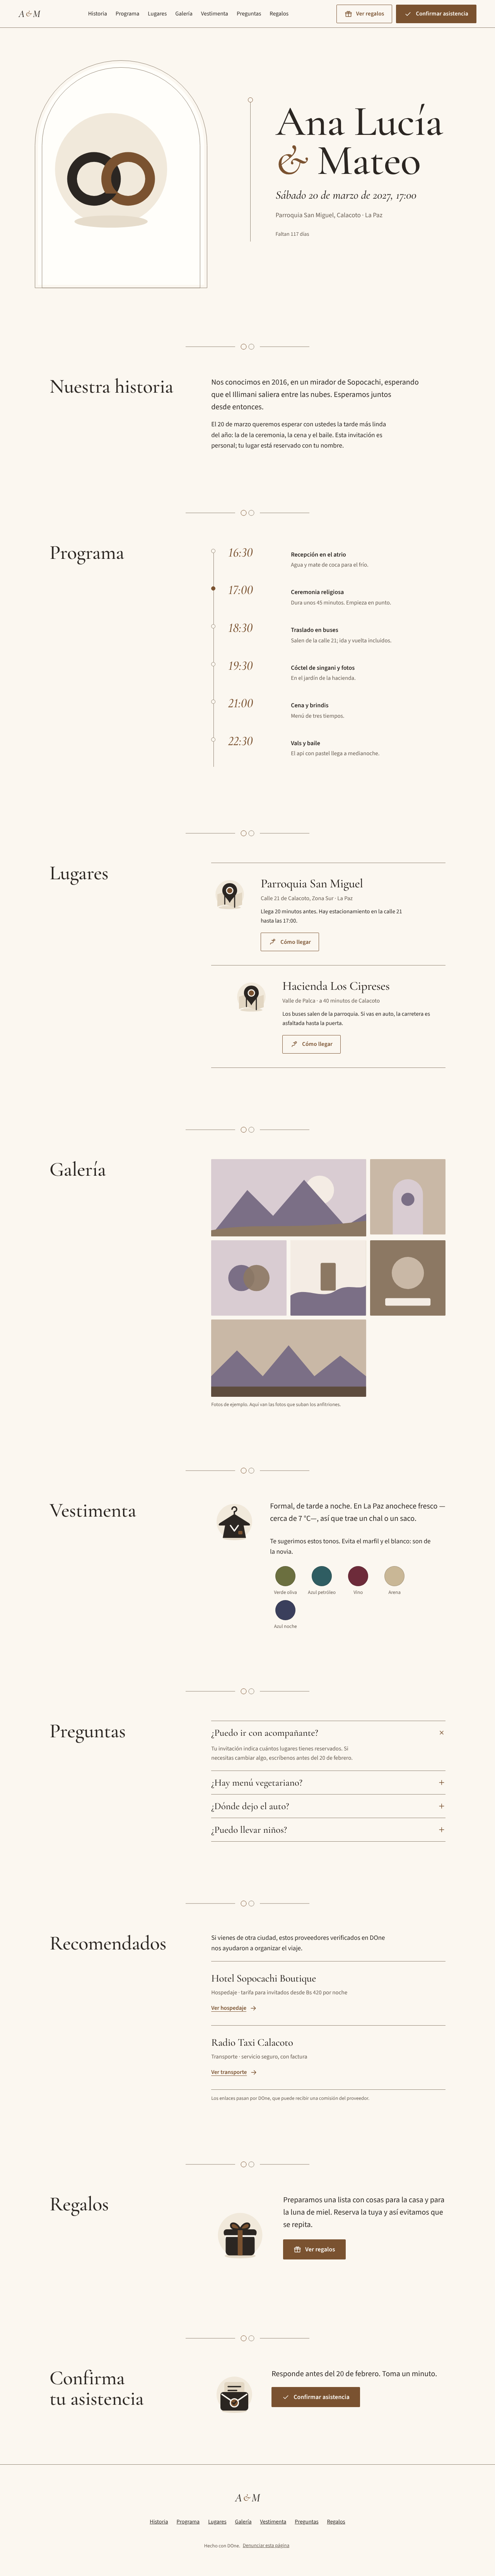 A & M
Historia Programa Lugares Galería Vestimenta Preguntas Regalos
Ver regalos
Confirmar asistencia
Ana Lucía
& Mateo
Sábado 20 de marzo de 2027, 17:00
Parroquia San Miguel, Calacoto · La Paz
Faltan 117 días
Nuestra historia
Nos conocimos en 2016, en un mirador de Sopocachi, esperando
que el Illimani saliera entre las nubes. Esperamos juntos
desde entonces.
El 20 de marzo queremos esperar con ustedes la tarde más linda
del año: la de la ceremonia, la cena y el baile. Esta invitación es
personal; tu lugar está reservado con tu nombre.
Programa
16:30
Recepción en el atrio
Agua y mate de coca para el frío.
17:00
Ceremonia religiosa
Dura unos 45 minutos. Empieza en punto.
18:30
Traslado en buses
Salen de la calle 21; ida y vuelta incluidos.
19:30
Cóctel de singani y fotos
En el jardín de la hacienda.
21:00
Cena y brindis
Menú de tres tiempos.
22:30
Vals y baile
El api con pastel llega a medianoche.
Lugares
Parroquia San Miguel
Calle 21 de Calacoto, Zona Sur · La Paz
Llega 20 minutos antes. Hay estacionamiento en la calle 21
hasta las 17:00.
Cómo llegar
Hacienda Los Cipreses
Valle de Palca · a 40 minutos de Calacoto
Los buses salen de la parroquia. Si vas en auto, la carretera es
asfaltada hasta la puerta.
Cómo llegar
Galería
Fotos de ejemplo. Aquí van las fotos que suban los anfitriones.
Vestimenta
Formal, de tarde a noche. En La Paz anochece fresco —
cerca de 7 °C—, así que trae un chal o un saco.
Te sugerimos estos tonos. Evita el marfil y el blanco: son de
la novia.
Verde oliva
Azul petróleo
Vino
Arena
Azul noche
Preguntas
¿Puedo ir con acompañante?
Tu invitación indica cuántos lugares tienes reservados. Si
necesitas cambiar algo, escríbenos antes del 20 de febrero.
¿Hay menú vegetariano?
¿Dónde dejo el auto?
¿Puedo llevar niños?
Recomendados
Si vienes de otra ciudad, estos proveedores verificados en DOne
nos ayudaron a organizar el viaje.
Hotel Sopocachi Boutique
Hospedaje · tarifa para invitados desde Bs 420 por noche
Ver hospedaje
Radio Taxi Calacoto
Transporte · servicio seguro, con factura
Ver transporte
Los enlaces pasan por DOne, que puede recibir una comisión del proveedor.
Regalos
Preparamos una lista con cosas para la casa y para
la luna de miel. Reserva la tuya y así evitamos que
se repita.
Ver regalos
Confirma
tu asistencia
Responde antes del 20 de febrero. Toma un minuto.
Confirmar asistencia
A & M
Historia Programa Lugares Galería Vestimenta Preguntas Regalos
Hecho con DOne. Denunciar esta página